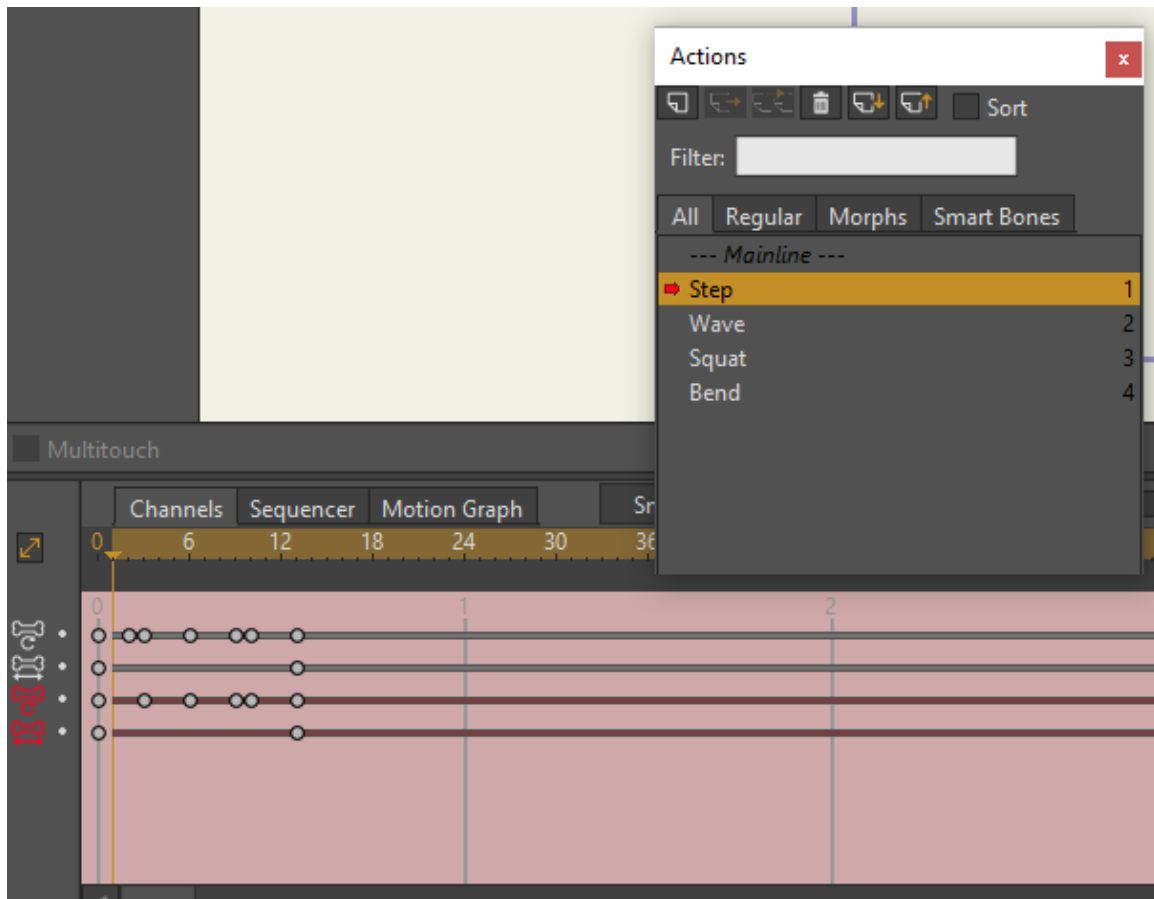 Actions
x
Sort
Filter:
All Regular Morphs Smart Bones
--- Mainline ---
Step 1
Wave 2
Squat 3
Bend 4
Multitouch
Channels Sequencer Motion Graph
0 6 12 18 24 30
0 1 2